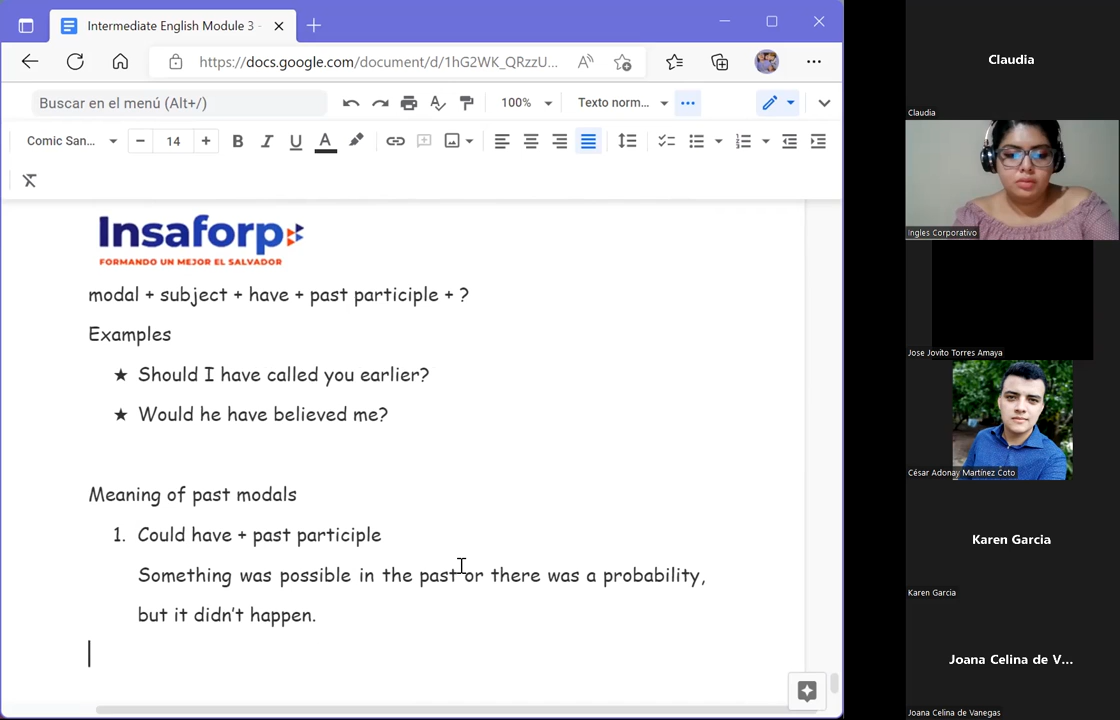 Intermediate English Module 3 -
https://docs.google.com/document/d/1hG2WK_QRzzU...
Buscar en el menú (Alt+/)
100%
Texto norm...
Comic San...
14
Insaforp
FORMANDO UN MEJOR EL SALVADOR
modal + subject + have + past participle + ?
Examples
★ Should I have called you earlier?
★ Would he have believed me?
Meaning of past modals
1. Could have + past participle
Something was possible in the past or there was a probability,
but it didn't happen.
Claudia
Claudia
Ingles Corporativo
Jose Jovito Torres Amaya
César Adonay Martínez Coto
Karen Garcia
Karen Garcia
Joana Celina de V...
Joana Celina de Vanegas